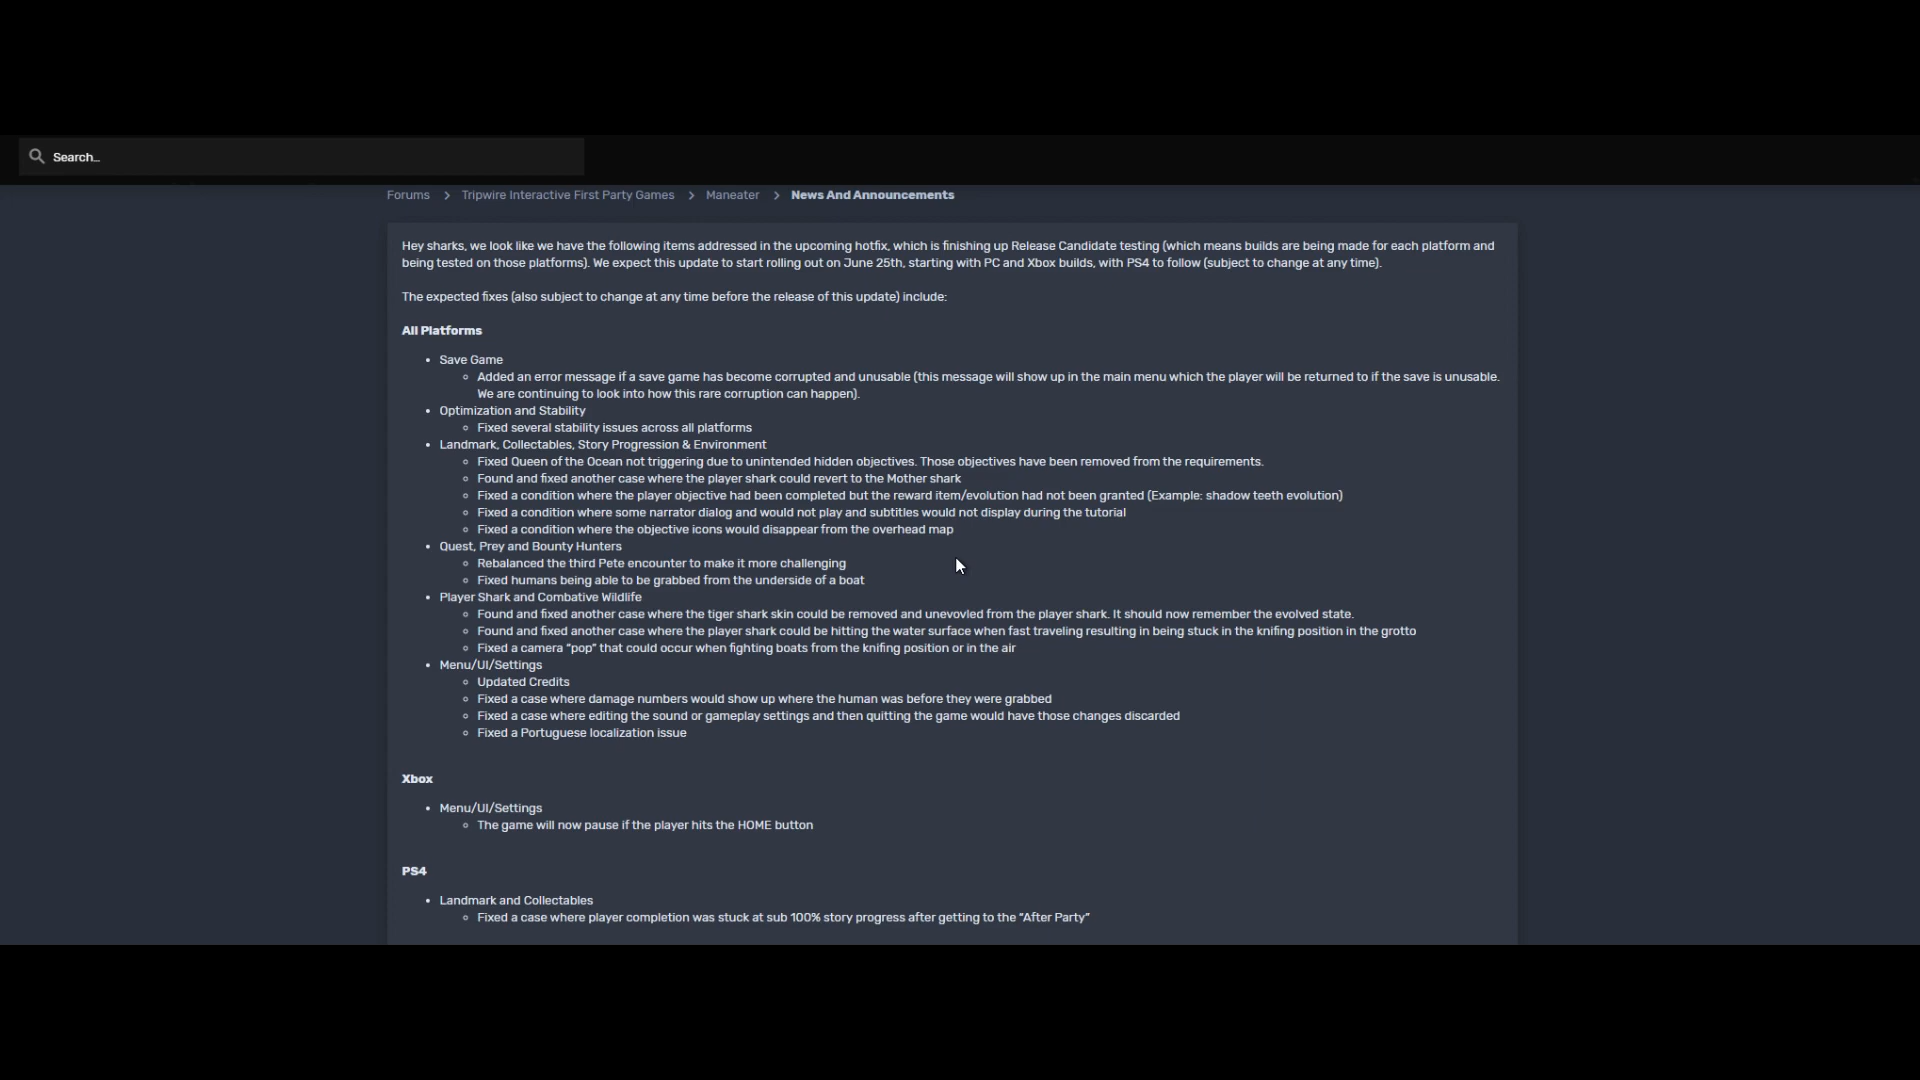 Search...
Forums > Tripwire Interactive First Party Games > Maneater > News And Announcements
Hey sharks, we look like we have the following items addressed in the upcoming hotfix, which is finishing up Release Candidate testing (which means builds are being made for each platform and
being tested on those platforms). We expect this update to start rolling out on June 25th, starting with PC and Xbox builds, with PS4 to follow (subject to change at any time).
The expected fixes (also subject to change at any time before the release of this update) include:
All Platforms
• Save Game
◦ Added an error message if a save game has become corrupted and unusable (this message will show up in the main menu which the player will be returned to if the save is unusable.
We are continuing to look into how this rare corruption can happen).
• Optimization and Stability
◦ Fixed several stability issues across all platforms
• Landmark, Collectables, Story Progression & Environment
◦ Fixed Queen of the Ocean not triggering due to unintended hidden objectives. Those objectives have been removed from the requirements.
◦ Found and fixed another case where the player shark could revert to the Mother shark
◦ Fixed a condition where the player objective had been completed but the reward item/evolution had not been granted (Example: shadow teeth evolution)
◦ Fixed a condition where some narrator dialog and would not play and subtitles would not display during the tutorial
◦ Fixed a condition where the objective icons would disappear from the overhead map
• Quest, Prey and Bounty Hunters
◦ Rebalanced the third Pete encounter to make it more challenging
◦ Fixed humans being able to be grabbed from the underside of a boat
• Player Shark and Combative Wildlife
◦ Found and fixed another case where the tiger shark skin could be removed and unevovled from the player shark. It should now remember the evolved state.
◦ Found and fixed another case where the player shark could be hitting the water surface when fast traveling resulting in being stuck in the knifing position in the grotto
◦ Fixed a camera “pop” that could occur when fighting boats from the knifing position or in the air
• Menu/UI/Settings
◦ Updated Credits
◦ Fixed a case where damage numbers would show up where the human was before they were grabbed
◦ Fixed a case where editing the sound or gameplay settings and then quitting the game would have those changes discarded
◦ Fixed a Portuguese localization issue
Xbox
• Menu/UI/Settings
◦ The game will now pause if the player hits the HOME button
PS4
• Landmark and Collectables
◦ Fixed a case where player completion was stuck at sub 100% story progress after getting to the “After Party”